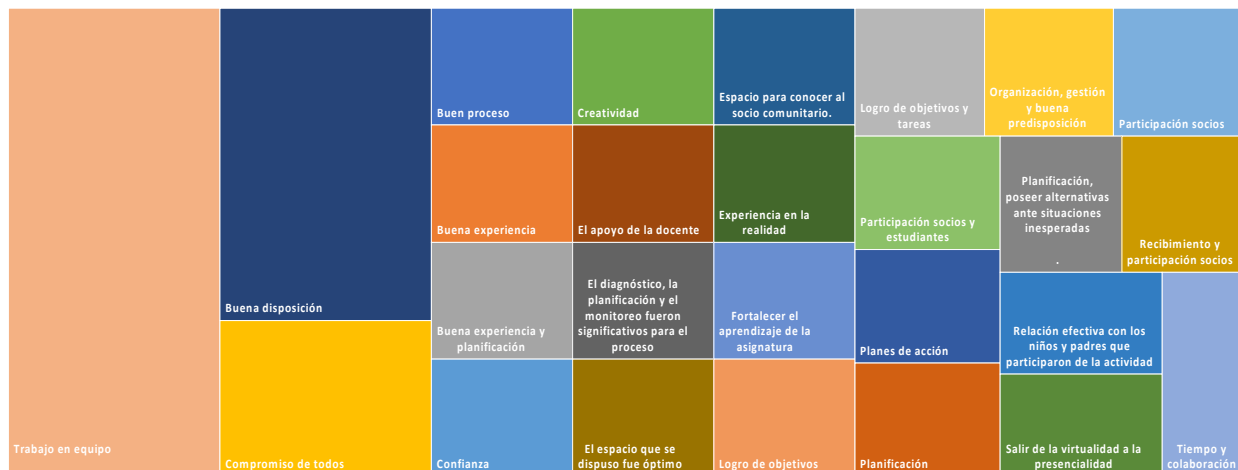 Trabajo en equipo
Buena disposición
Compromiso de todos
Buen proceso
Buena experiencia
Buena experiencia y
planificación
Confianza
Creatividad
El apoyo de la docente
El diagnóstico, la
planificación y el
monitoreo fueron
significativos para el
proceso
El espacio que se
dispuso fue óptimo
Espacio para conocer al
socio comunitario.
Experiencia en la
realidad
Fortalecer el
aprendizaje de la
asignatura
Logro de objetivos
Logro de objetivos y
tareas
Organización, gestión
y buena
predisposición
Participación socios
Participación socios y
estudiantes
Planes de acción
Planificación
Planificación,
poseer alternativas
ante situaciones
inesperadas
.
Recibimiento y
participación socios
Relación efectiva con los
niños y padres que
participaron de la actividad
Salir de la virtualidad a la
presencialidad
Tiempo y
colaboración